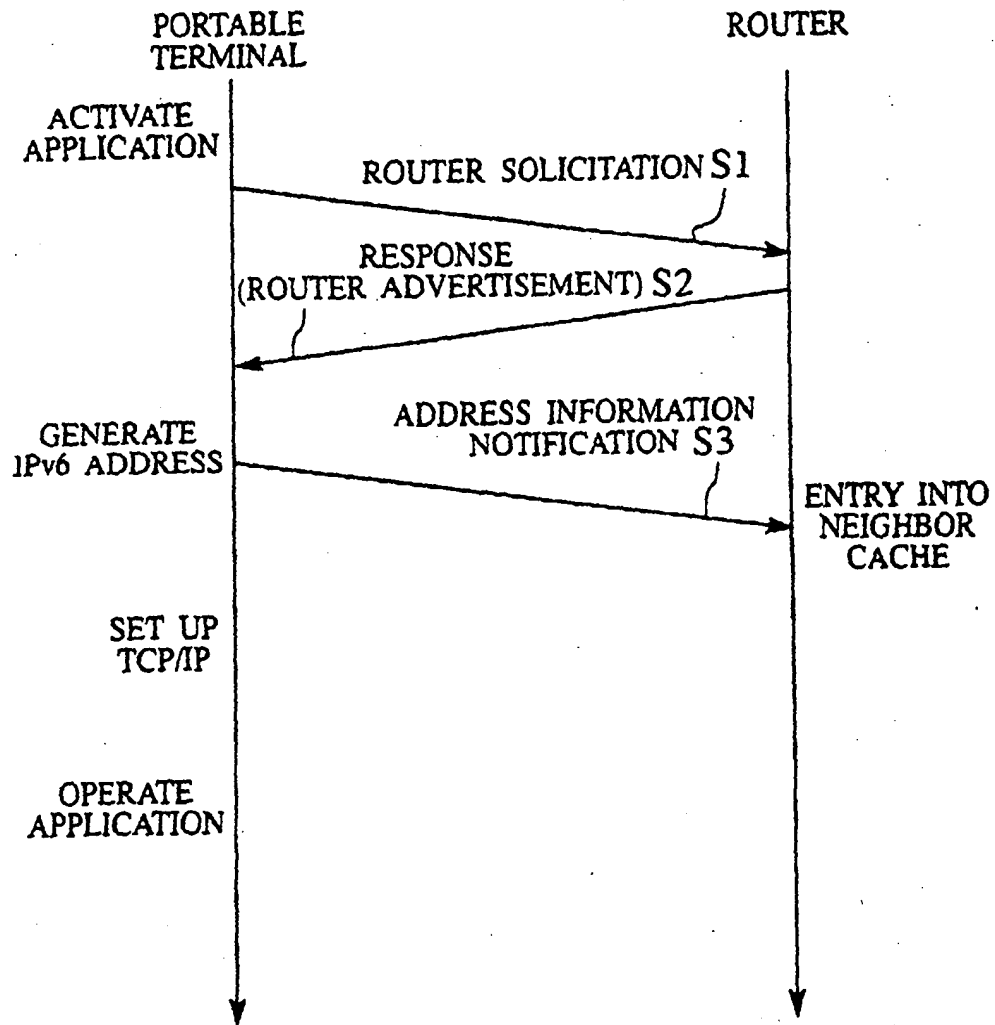 PORTABLE
TERMINAL
ROUTER
ACTIVATE
APPLICATION
ROUTER SOLICITATION S1
RESPONSE
(ROUTER ADVERTISEMENT) S2
GENERATE
IPv6 ADDRESS
ADDRESS INFORMATION
NOTIFICATION S3
ENTRY INTO
NEIGHBOR
CACHE
SET UP
TCP/IP
OPERATE
APPLICATION